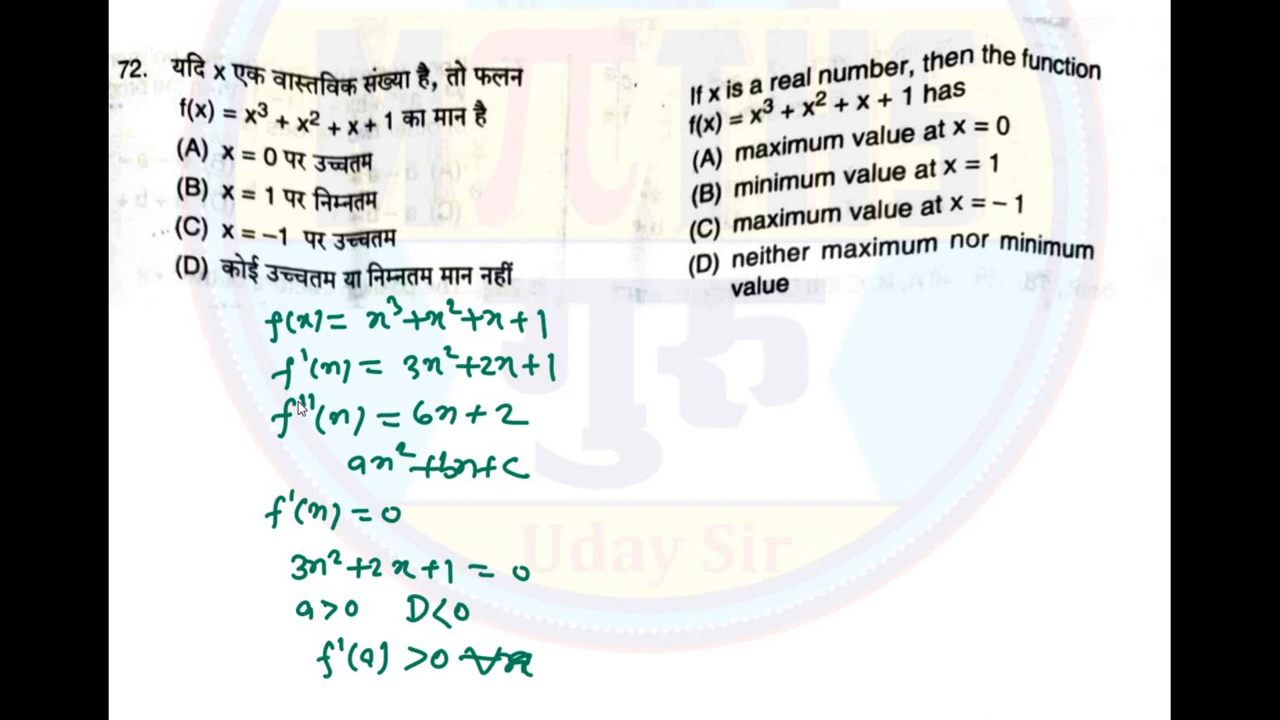 72. यदि x एक वास्तविक संख्या है, तो फलन
f(x) = x³ + x² + x + 1 का मान है
(A) x = 0 पर उच्चतम
(B) x = 1 पर निम्नतम
(C) x = –1 पर उच्चतम
(D) कोई उच्चतम या निम्नतम मान नहीं
If x is a real number, then the function
f(x) = x³ + x² + x + 1 has
(A) maximum value at x = 0
(B) minimum value at x = 1
(C) maximum value at x = – 1
(D) neither maximum nor minimum
value
f(x) = x³+x²+x+1
f'(x) = 3x²+2x+1
f''(x) = 6x+2
ax²+bx+c
f'(x) = 0
3x²+2x+1 = 0
a>0 D<0
f'(a) >0 ∀x
MπTHS
गुरु
Uday Sir